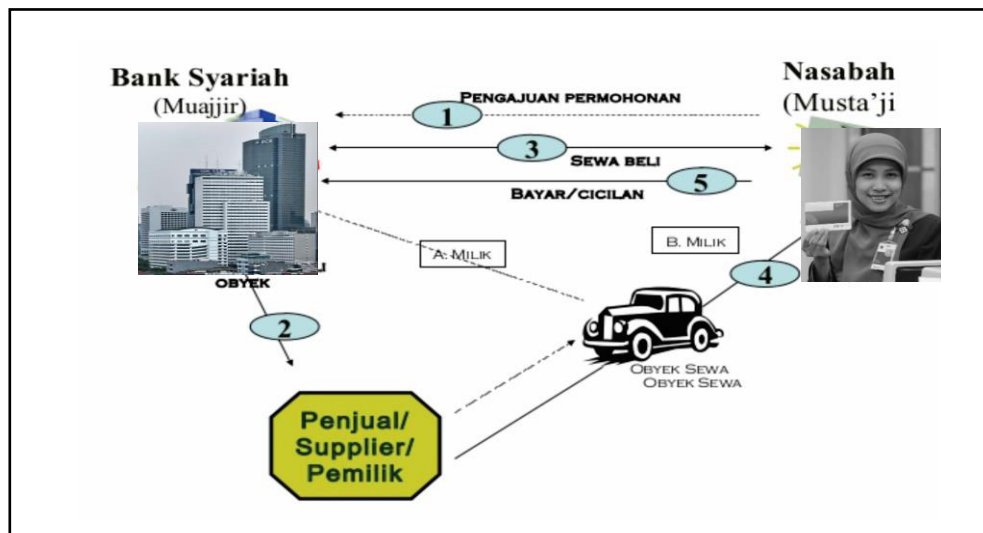 Bank Syariah
(Muajjir)
Nasabah
(Musta’ji
PENGAJUAN PERMOHONAN
1
3
SEWA BELI
5
BAYAR/CICILAN
A. MILIK
B. MILIK
4
OBYEK
2
OBYEK SEWA
OBYEK SEWA
Penjual/
Supplier/
Pemilik